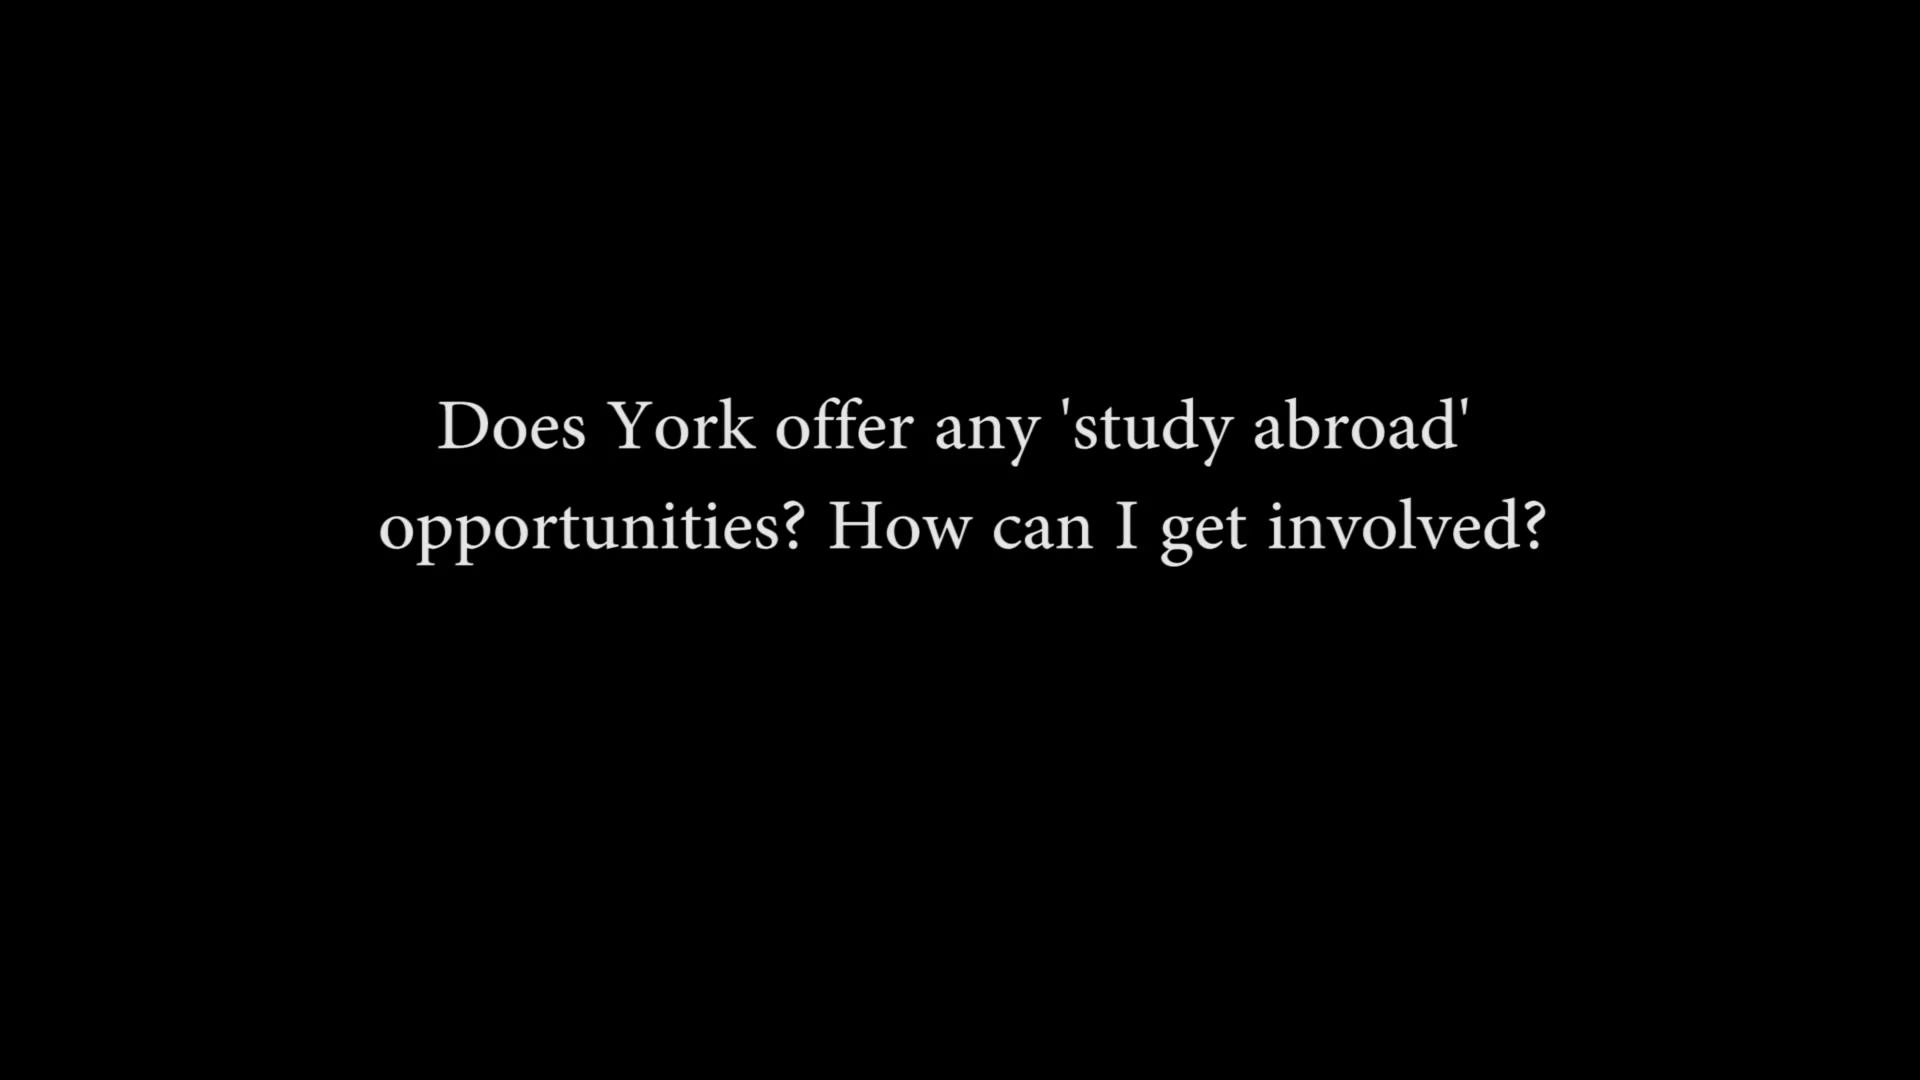 Does York offer any 'study abroad'
opportunities? How can I get involved?